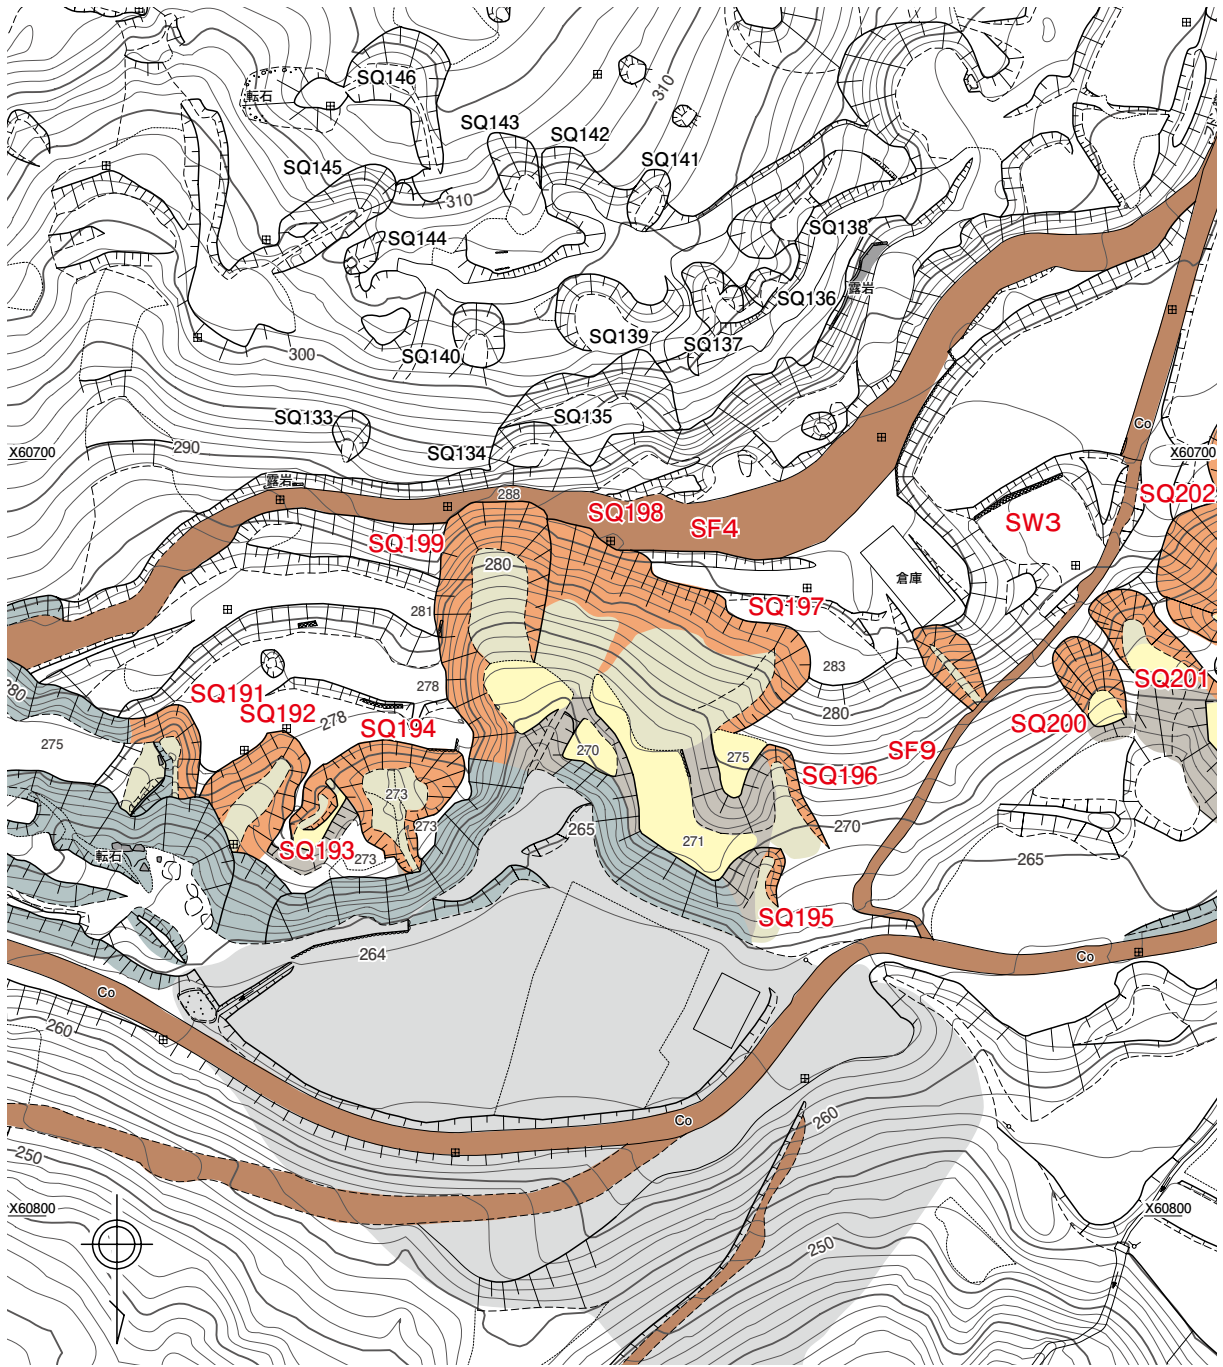 SQ146
転石
310
SQ143
SQ142
SQ141
SQ145
310
SQ138
SQ144
露岩
SQ136
SQ139
SQ137
SQ140
300
SQ133
SQ135
Co
290
SQ134
X60700
X60700
露岩
288
SQ202
SQ198
SF4
SW3
SQ199
280
倉庫
281
SQ197
283
278
280
SQ201
280
SQ191
SQ192
278
SQ194
SQ200
275
270
275
SF9
SQ196
273
273
270
265
271
転石
SQ193
273
265
SQ195
264
Co
Co
260
Co
260
250
X60800
X60800
250